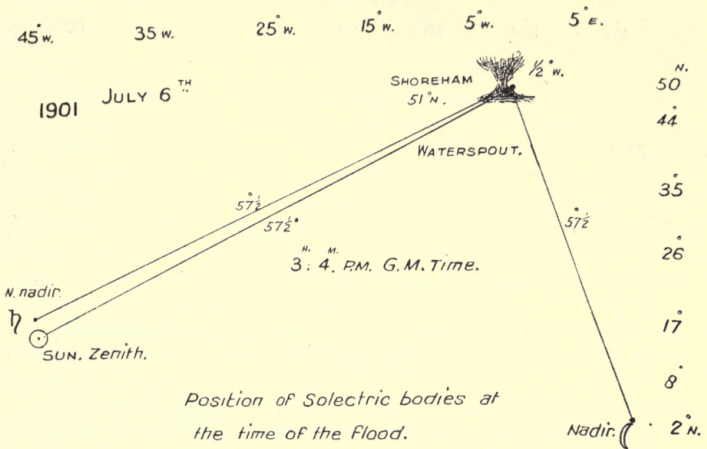 45° W. 35 W. 25° W. 15° W. 5° W. 5° E.
1901 JULY 6TH
SHOREHAM
51° N.
½° W.
N.
50°
44°
WATERSPOUT.
35°
57½°
57½°
57½°
26°
H. M.
3: 4. P.M. G.M. Time.
N. nadir.
♄
SUN. Zenith.
17°
8°
Position of Solectric bodies at
the time of the flood.
Nadir.
2° N.